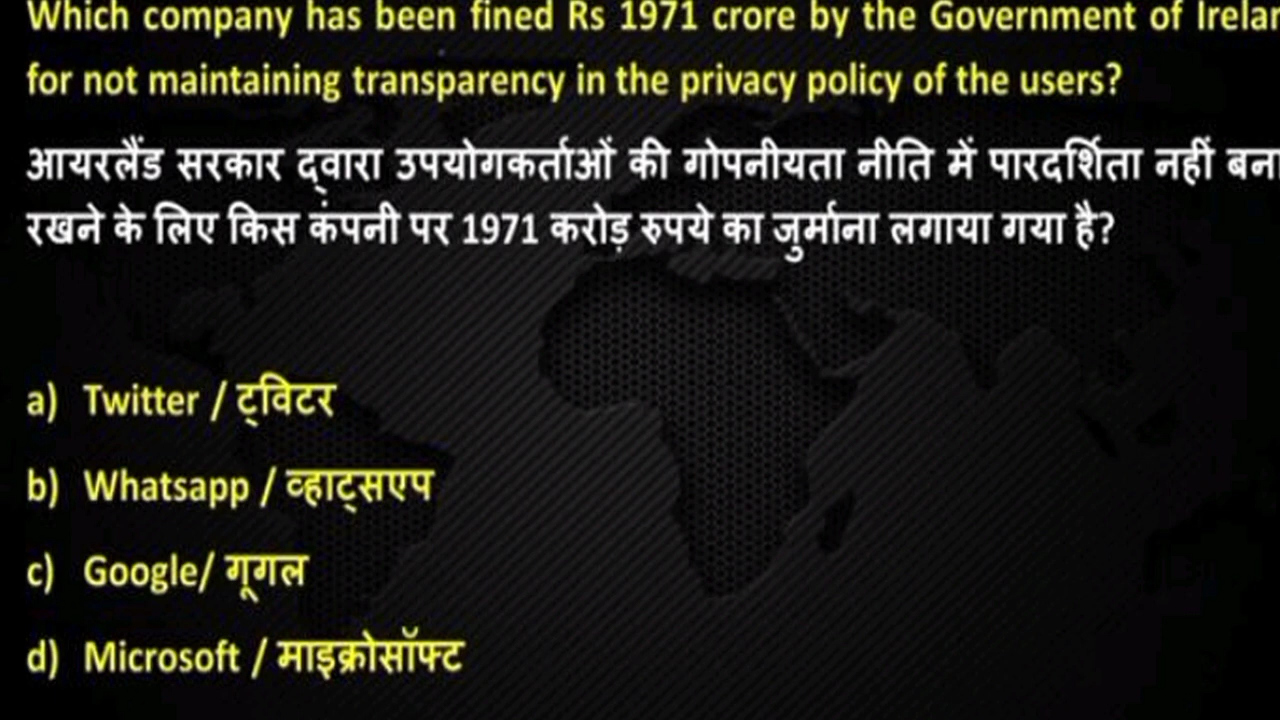 Which company has been fined Rs 1971 crore by the Government of Irelan
for not maintaining transparency in the privacy policy of the users?
आयरलैंड सरकार द्वारा उपयोगकर्ताओं की गोपनीयता नीति में पारदर्शिता नहीं बना
रखने के लिए किस कंपनी पर 1971 करोड़ रुपये का जुर्माना लगाया गया है?
a) Twitter / ट्विटर
b) Whatsapp / व्हाट्सएप
c) Google/ गूगल
d) Microsoft / माइक्रोसॉफ्ट